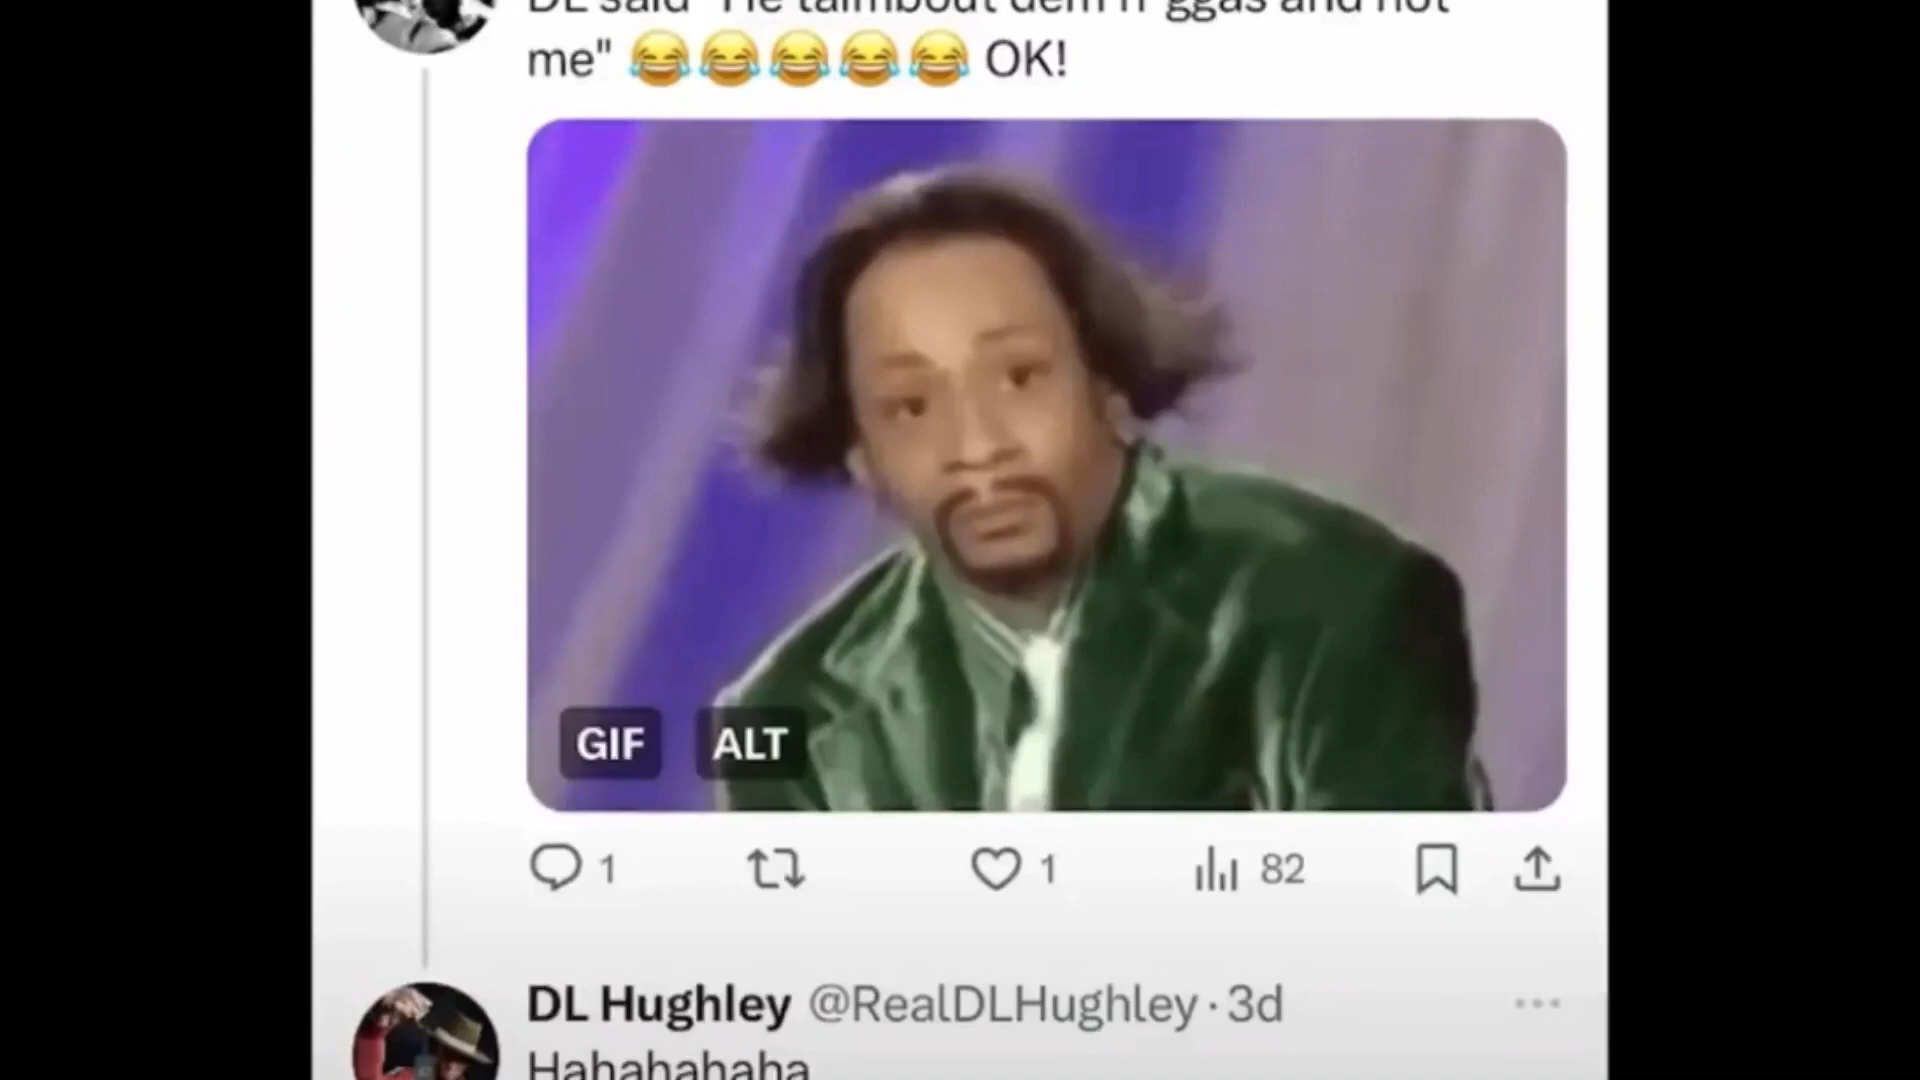 DL said "He talmbout dem n*ggas and not
me" 😂😂😂😂😂 OK!
GIF ALT
1 1 82
DL Hughley @RealDLHughley · 3d
Hahahahaha